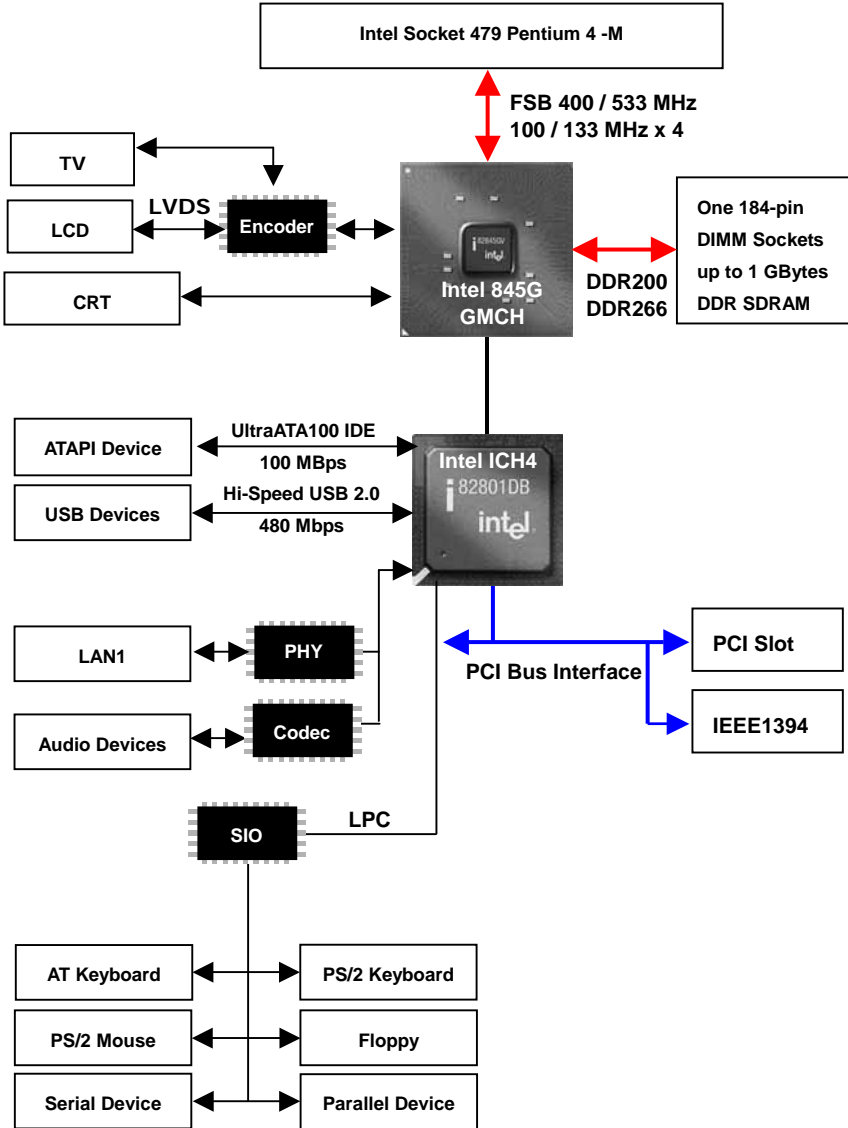 Intel Socket 479 Pentium 4 -M
FSB 400 / 533 MHz
100 / 133 MHz x 4
TV
LVDS
LCD
Encoder
CRT
i 82845GV
intel
Intel 845G
GMCH
DDR200
DDR266
One 184-pin
DIMM Sockets
up to 1 GBytes
DDR SDRAM
ATAPI Device
UltraATA100 IDE
100 MBps
USB Devices
Hi-Speed USB 2.0
480 Mbps
Intel ICH4
i 82801DB
intel
LAN1
PHY
Audio Devices
Codec
PCI Bus Interface
PCI Slot
IEEE1394
SIO
LPC
AT Keyboard
PS/2 Keyboard
PS/2 Mouse
Floppy
Serial Device
Parallel Device